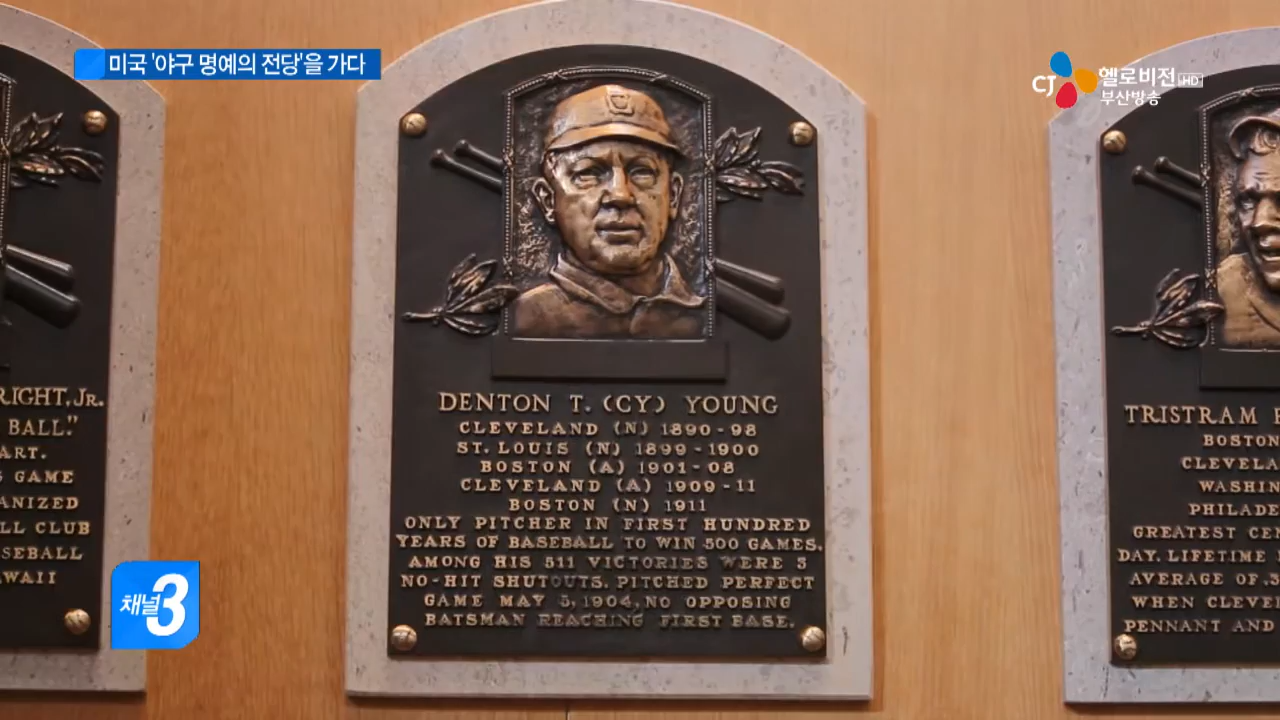 미국 '야구 명예의 전당'을 가다
CJ 헬로비전 HD
부산방송
C
RIGHT, JR.
BALL."
ART.
GAME
ANIZED
LL CLUB
SEBALL
WAII
DENTON T. (CY) YOUNG
CLEVELAND (N) 1890-98
ST. LOUIS (N) 1899-1900
BOSTON (A) 1901-08
CLEVELAND (A) 1909-11
BOSTON (N) 1911
ONLY PITCHER IN FIRST HUNDRED
YEARS OF BASEBALL TO WIN 500 GAMES.
AMONG HIS 511 VICTORIES WERE 3
NO-HIT SHUTOUTS. PITCHED PERFECT
GAME MAY 5, 1904, NO OPPOSING
BATSMAN REACHING FIRST BASE.
TRISTRAM
BOSTON
CLEVELA
WASHIN
PHILADE
GREATEST CEN
DAY. LIFETIME
AVERAGE OF .3
WHEN CLEVE
PENNANT AND
채널3